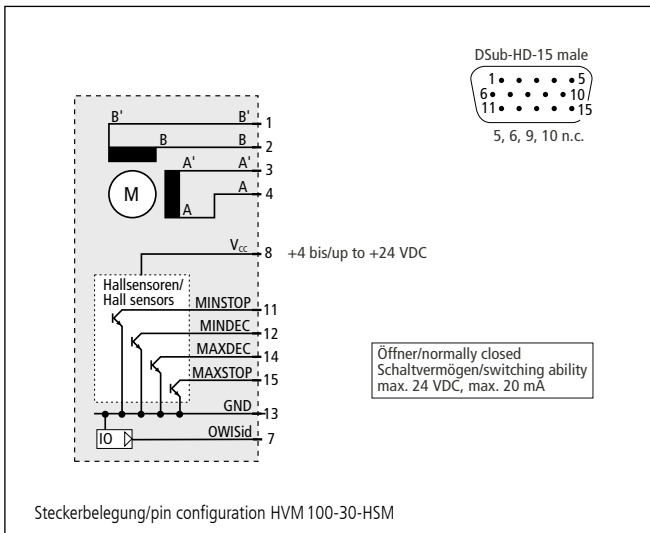 DSub-HD-15 male
1 5
6 10
11 15
5, 6, 9, 10 n.c.
B' B' 1
B B 2
A' A' 3
M
A 4
A
VCC 8 +4 bis/up to +24 VDC
Hallsensoren/
Hall sensors
MINSTOP 11
MINDEC 12
MAXDEC 14
MAXSTOP 15
GND 13
IO OWISid 7
Öffner/normally closed
Schaltvermögen/switching ability
max. 24 VDC, max. 20 mA
Steckerbelegung/pin configuration HVM 100-30-HSM